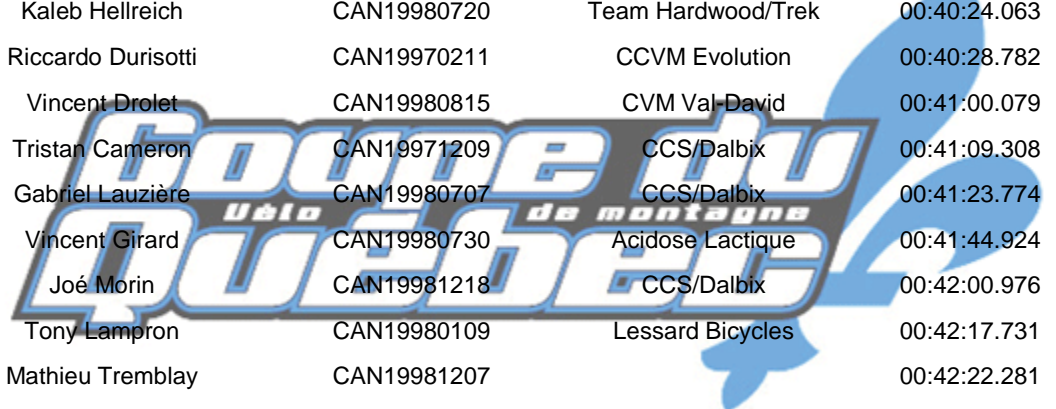 Kaleb Hellreich CAN19980720 Team Hardwood/Trek 00:40:24.063
Riccardo Durisotti CAN19970211 CCVM Evolution 00:40:28.782
Vincent Drolet CAN19980815 CVM Val-David 00:41:00.079
Coupe du
Tristan Cameron CAN19971209 CCS/Dalbix 00:41:09.308
Gabriel Lauzière CAN19980707 CCS/Dalbix 00:41:23.774
Vélo de montagne
Vincent Girard CAN19980730 Acidose Lactique 00:41:44.924
Québec
Joé Morin CAN19981218 CCS/Dalbix 00:42:00.976
Tony Lampron CAN19980109 Lessard Bicycles 00:42:17.731
Mathieu Tremblay CAN19981207 00:42:22.281